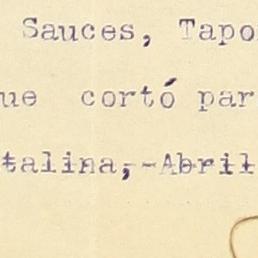 Sauces, Tapo
ue cortó par
talina,-Abril